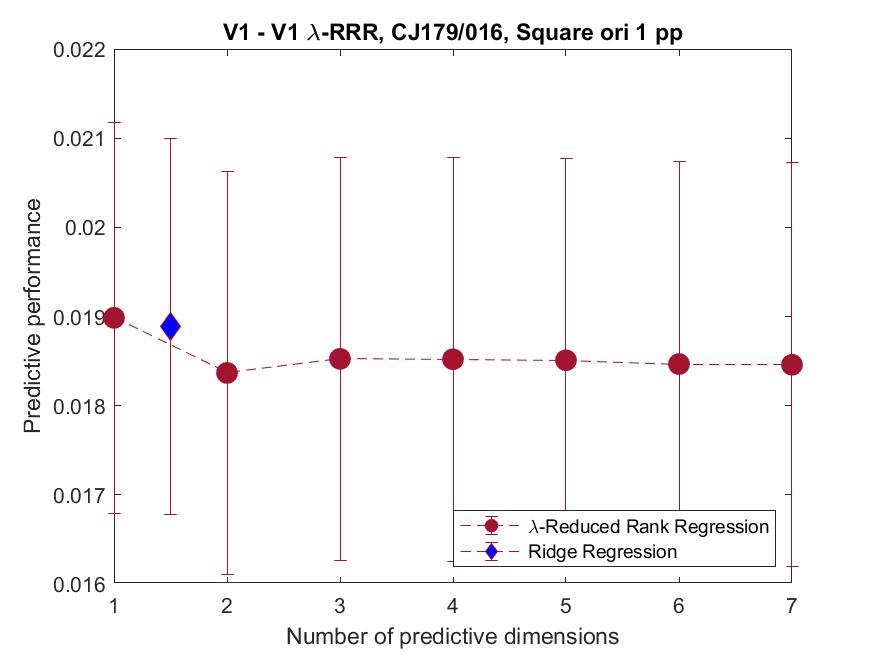 V1 - V1 λ-RRR, CJ179/016, Square ori 1 pp
0.022
0.021
0.02
0.019
0.018
0.017
0.016
Predictive performance
λ-Reduced Rank Regression
Ridge Regression
1 2 3 4 5 6 7
Number of predictive dimensions